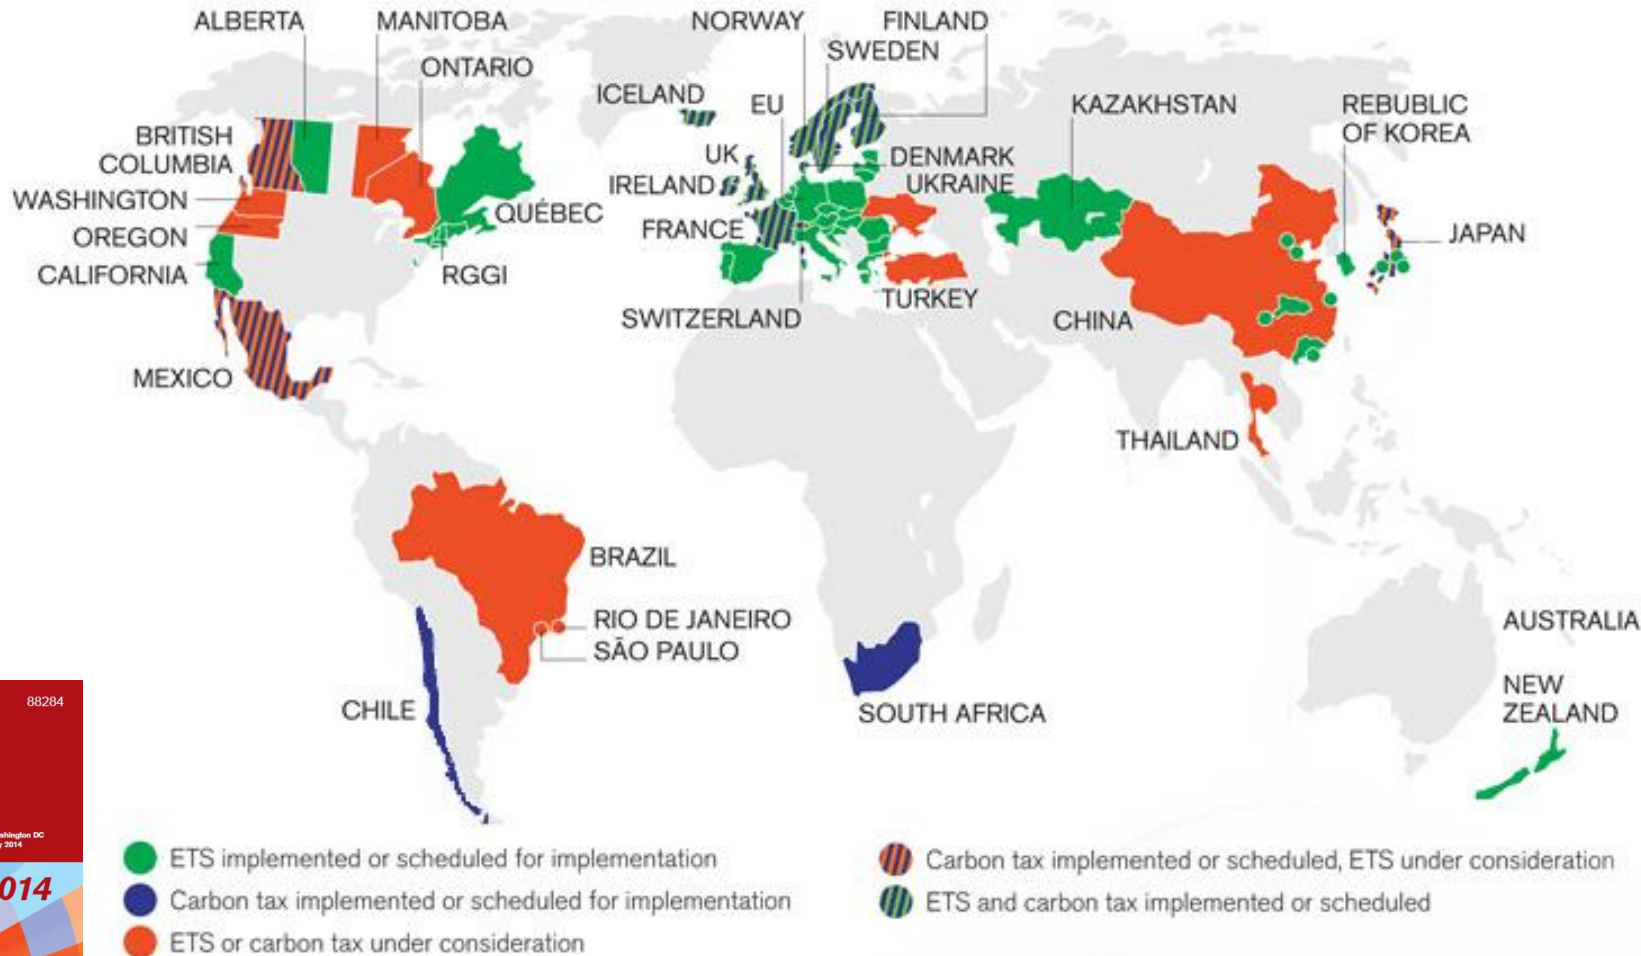 ALBERTA
MANITOBA
ONTARIO
BRITISH
COLUMBIA
WASHINGTON
OREGON
CALIFORNIA
QUÉBEC
RGGI
MEXICO
NORWAY
FINLAND
SWEDEN
ICELAND
EU
UK
IRELAND
FRANCE
DENMARK
UKRAINE
SWITZERLAND
TURKEY
KAZAKHSTAN
REBUBLIC
OF KOREA
JAPAN
CHINA
THAILAND
BRAZIL
RIO DE JANEIRO
SÃO PAULO
CHILE
SOUTH AFRICA
AUSTRALIA
NEW
ZEALAND
88284
shington DC
y 2014
014
ETS implemented or scheduled for implementation
Carbon tax implemented or scheduled for implementation
ETS or carbon tax under consideration
Carbon tax implemented or scheduled, ETS under consideration
ETS and carbon tax implemented or scheduled